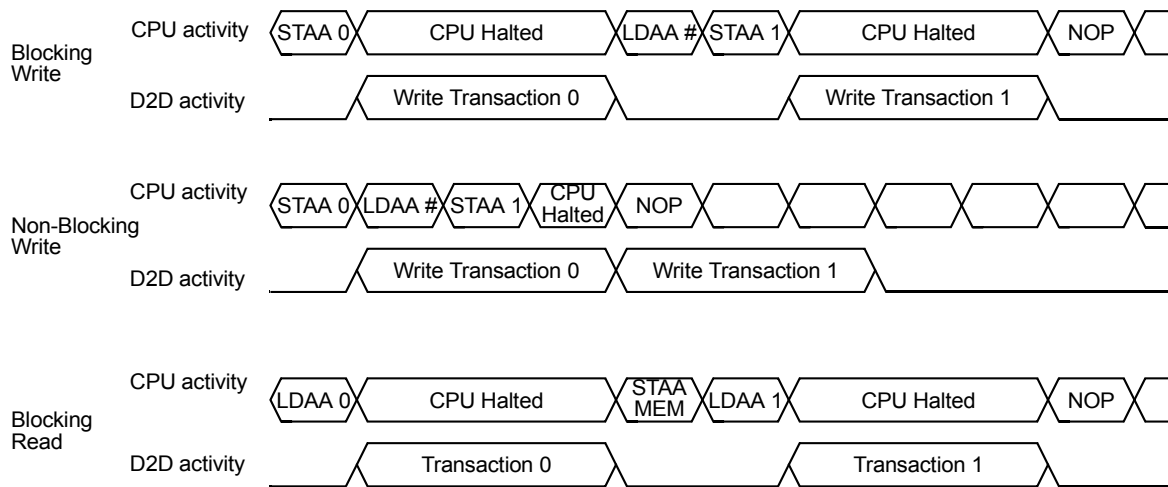 CPU activity STAA 0 CPU Halted LDAA # STAA 1 CPU Halted NOP
Blocking
Write
D2D activity Write Transaction 0 Write Transaction 1
CPU activity STAA 0 LDAA # STAA 1 CPU
Halted NOP
Non-Blocking
Write
D2D activity Write Transaction 0 Write Transaction 1
CPU activity LDAA 0 CPU Halted STAA
MEM LDAA 1 CPU Halted NOP
Blocking
Read
D2D activity Transaction 0 Transaction 1